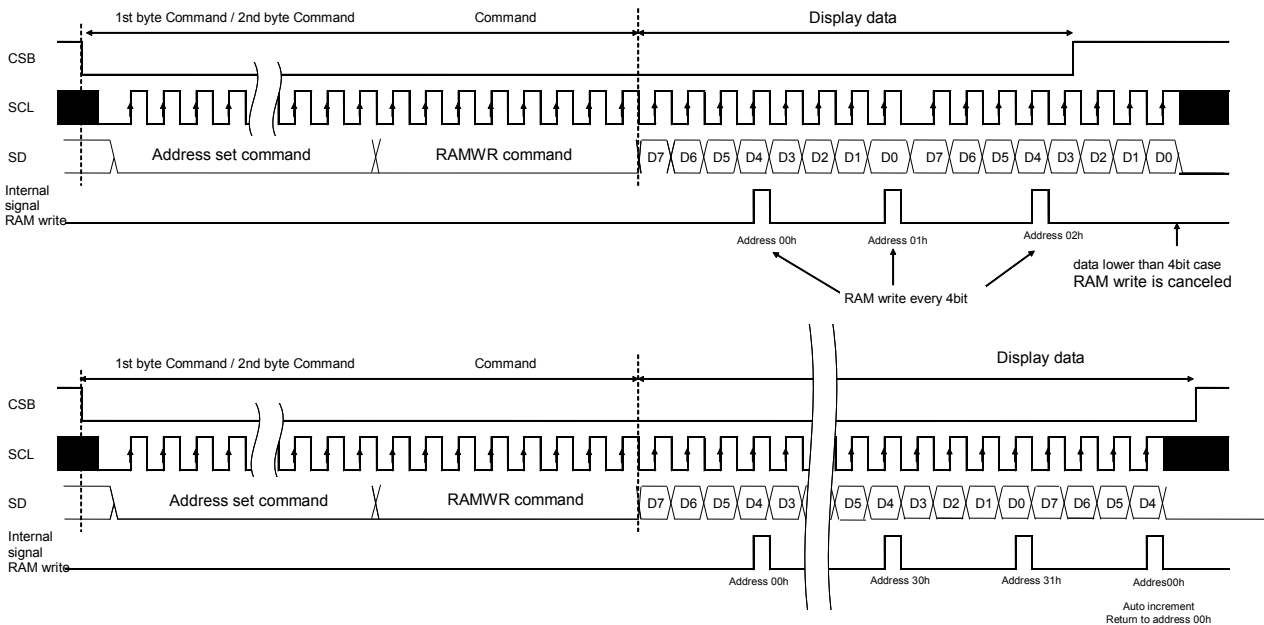 1st byte Command / 2nd byte Command Command Display data
CSB
SCL
SD Address set command RAMWR command D7 D6 D5 D4 D3 D2 D1 D0 D7 D6 D5 D4 D3 D2 D1 D0
Internal
signal
RAM write
Address 00h Address 01h Address 02h
data lower than 4bit case
RAM write is canceled
RAM write every 4bit
1st byte Command / 2nd byte Command Command Display data
CSB
SCL
SD Address set command RAMWR command D7 D6 D5 D4 D3 D5 D4 D3 D2 D1 D0 D7 D6 D5 D4
Internal
signal
RAM write
Address 00h Address 30h Address 31h Addres00h
Auto increment
Return to address 00h